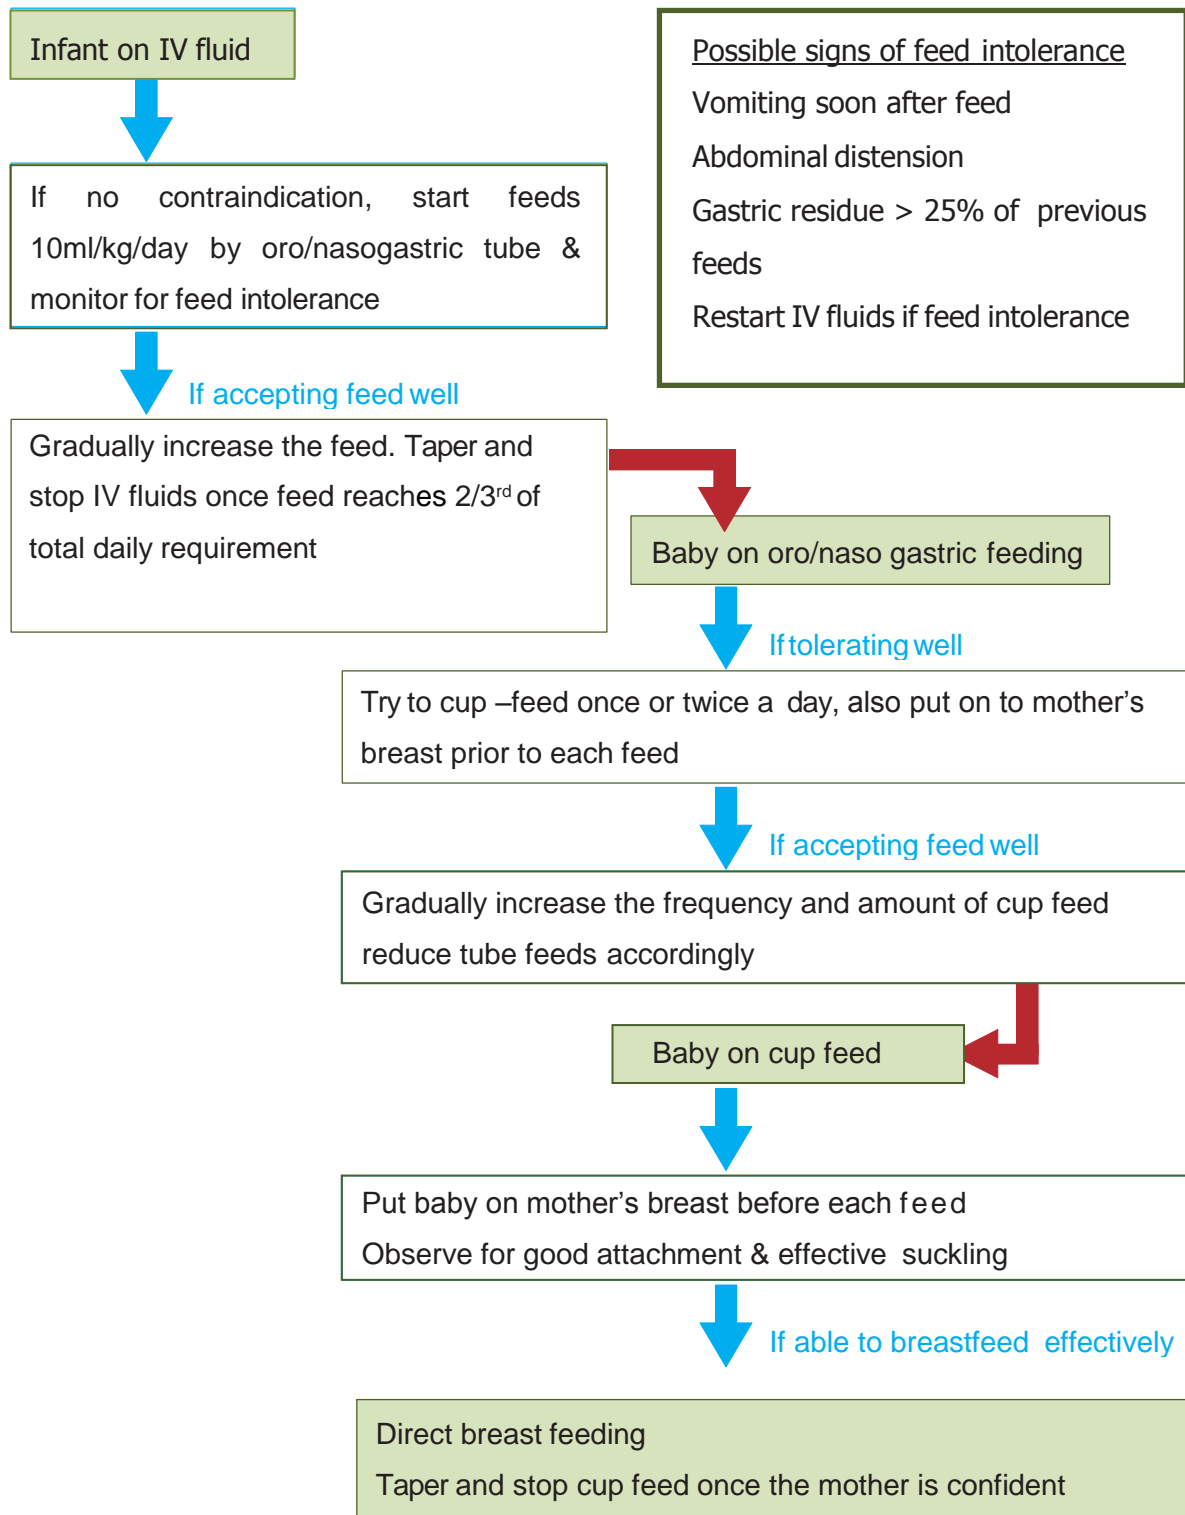 Infant on IV fluid
If no contraindication, start feeds
10ml/kg/day by oro/nasogastric tube &
monitor for feed intolerance
Possible signs of feed intolerance
Vomiting soon after feed
Abdominal distension
Gastric residue > 25% of previous
feeds
Restart IV fluids if feed intolerance
If accepting feed well
Gradually increase the feed. Taper and
stop IV fluids once feed reaches 2/3rd of
total daily requirement
Baby on oro/naso gastric feeding
If tolerating well
Try to cup –feed once or twice a day, also put on to mother’s
breast prior to each feed
If accepting feed well
Gradually increase the frequency and amount of cup feed
reduce tube feeds accordingly
Baby on cup feed
Put baby on mother’s breast before each feed
Observe for good attachment & effective suckling
If able to breastfeed effectively
Direct breast feeding
Taper and stop cup feed once the mother is confident